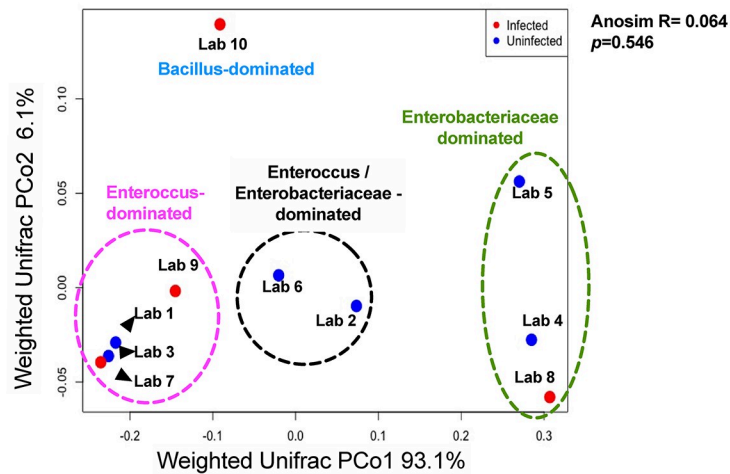 Infected
Uninfected
Anosim R= 0.064
p=0.546
Lab 10
Bacillus-dominated
Enterobacteriaceae
dominated
Enteroccus /
Enterobacteriaceae -
dominated
Enteroccus-
dominated
Lab 5
Lab 9
Lab 6
Lab 1
Lab 2
Lab 4
Lab 3
Lab 7
Lab 8
0.10
0.05
0.00
-0.05
Weighted Unifrac PCo2 6.1%
-0.2
-0.1
0.0
0.1
0.2
0.3
Weighted Unifrac PCo1 93.1%